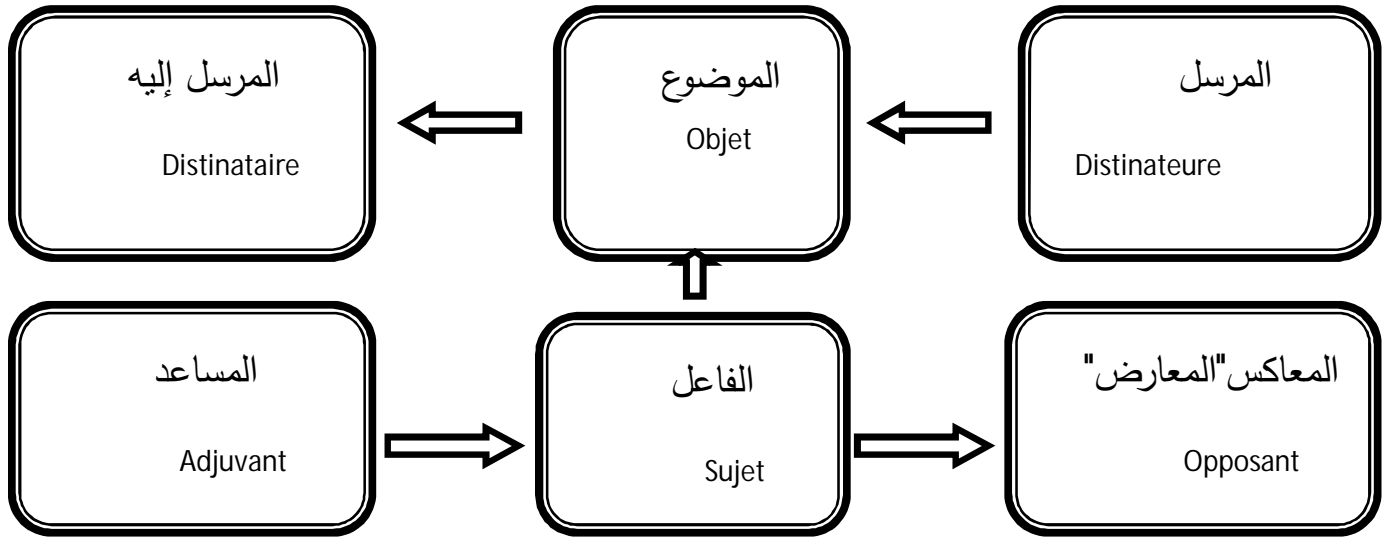 المرسل
Distinateure
الموضوع
Objet
المرسل إليه
Distinataire
المعاكس"المعارض"
Opposant
الفاعل
Sujet
المساعد
Adjuvant